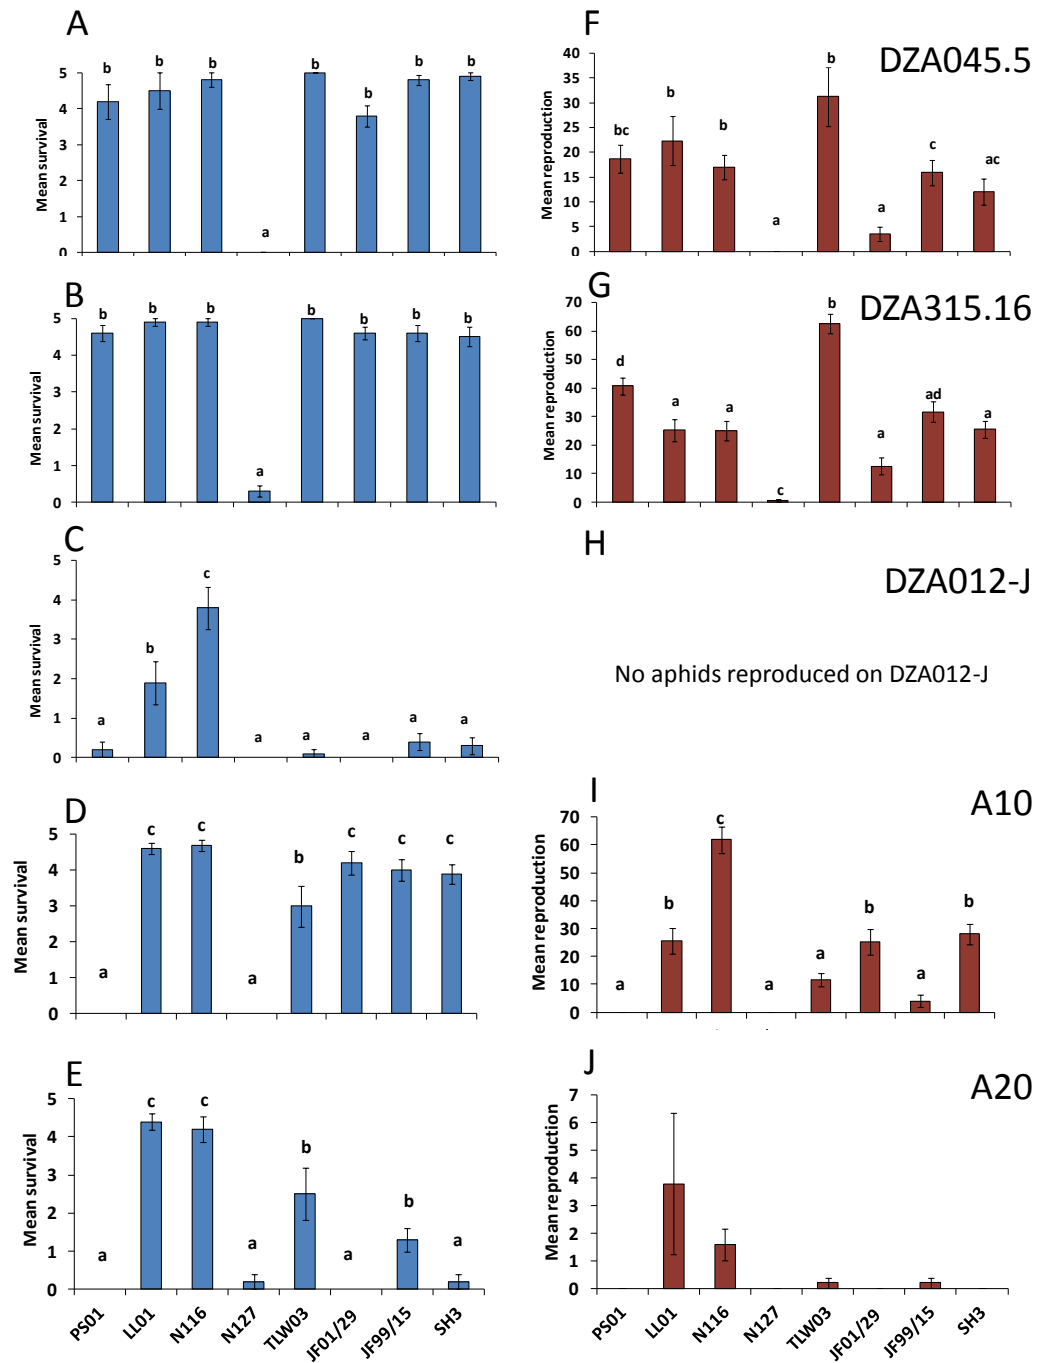 A
Mean survival
5
4
3
2
1
0
b
b
b
a
b
b
b
b
F
DZA045.5
Mean reproduction
40
35
30
25
20
15
10
5
0
bc
b
b
a
b
a
c
ac
B
Mean survival
5
4
3
2
1
0
b
b
b
a
b
b
b
b
G
DZA315.16
Mean reproduction
70
60
50
40
30
20
10
0
d
a
a
c
b
a
ad
a
C
Mean survival
5
4
3
2
1
0
a
b
c
a
a
a
a
a
H
DZA012-J
No aphids reproduced on DZA012-J
D
Mean survival
5
4
3
2
1
0
a
c
c
a
b
c
c
c
I
A10
Mean reproduction
70
60
50
40
30
20
10
0
a
b
c
a
a
b
a
b
E
Mean survival
5
4
3
2
1
0
a
c
c
a
b
a
b
a
PS01
LL01
N116
N127
TLW03
JF01/29
JF99/15
SH3
J
A20
Mean reproduction
7
6
5
4
3
2
1
0
PS01
LL01
N116
N127
TLW03
JF01/29
JF99/15
SH3